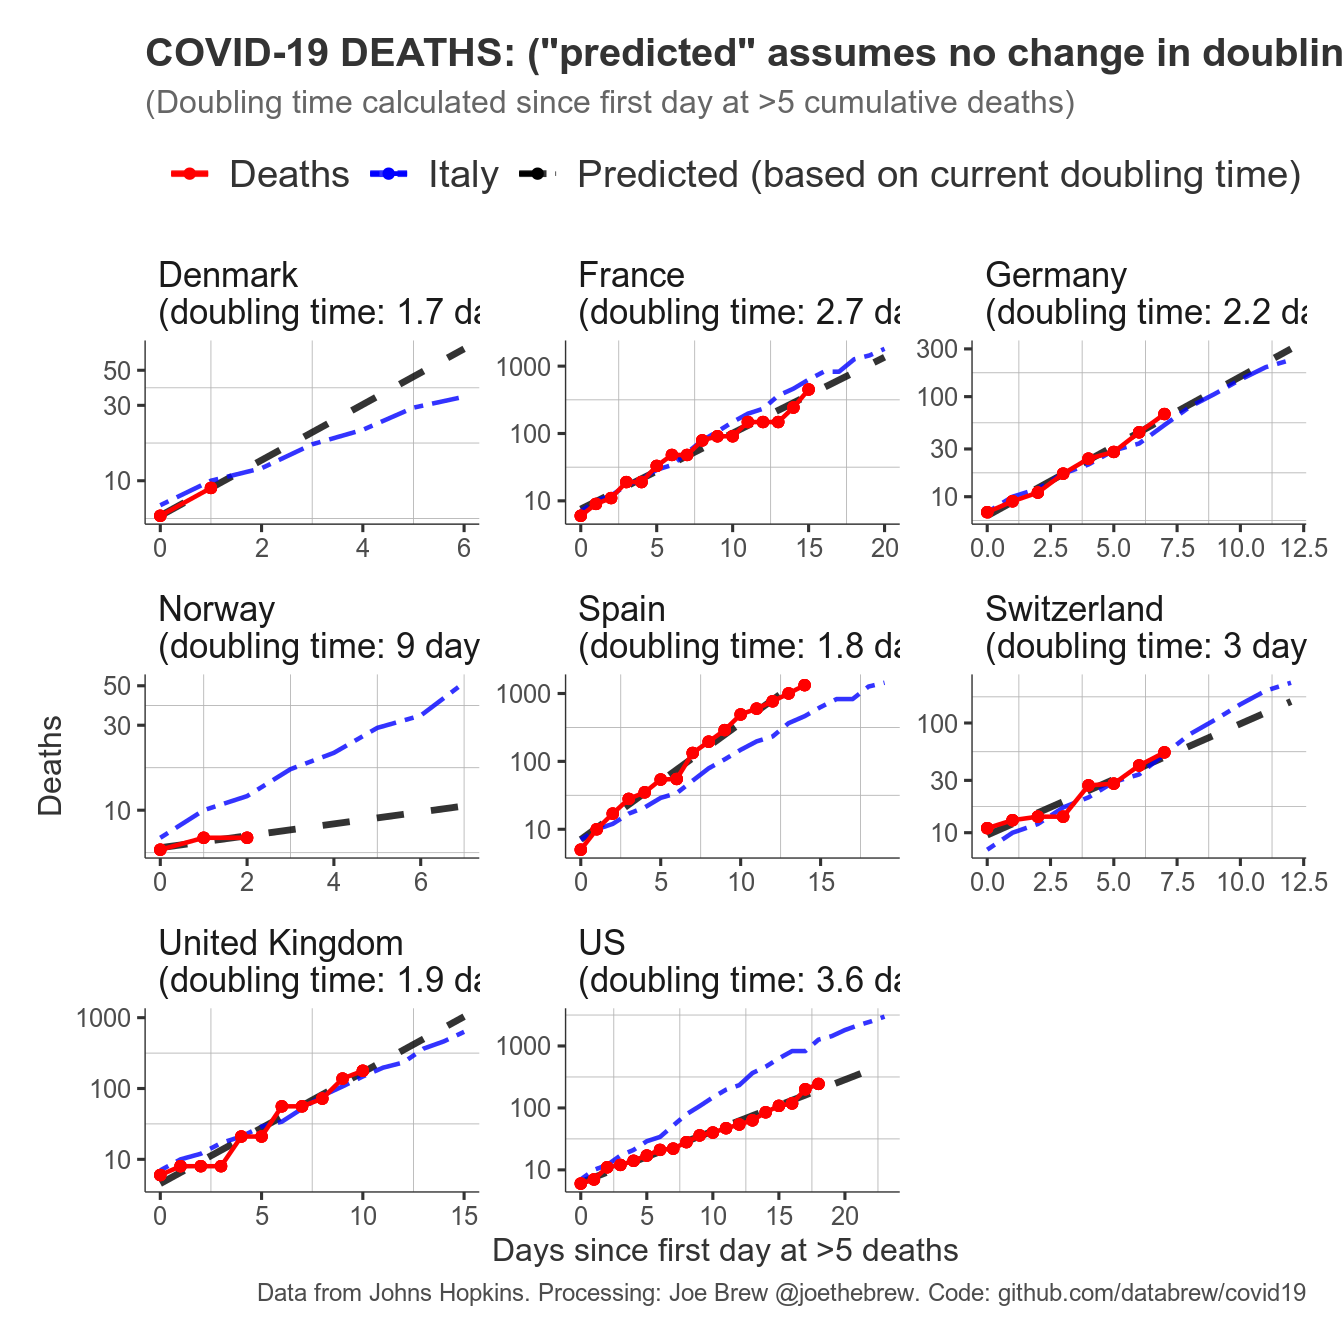 COVID-19 DEATHS: ("predicted" assumes no change in doublin
(Doubling time calculated since first day at >5 cumulative deaths)
Deaths Italy Predicted (based on current doubling time)
Denmark
(doubling time: 1.7 da
50
30
10
0 2 4 6
France
(doubling time: 2.7 da
1000
100
10
0 5 10 15 20
Germany
(doubling time: 2.2 da
300
100
30
10
0.0 2.5 5.0 7.5 10.0 12.5
Deaths
Norway
(doubling time: 9 day
50
30
10
0 2 4 6
Spain
(doubling time: 1.8 da
1000
100
10
0 5 10 15
Switzerland
(doubling time: 3 day
100
30
10
0.0 2.5 5.0 7.5 10.0 12.5
United Kingdom
(doubling time: 1.9 da
1000
100
10
0 5 10 15
US
(doubling time: 3.6 da
1000
100
10
0 5 10 15 20
Days since first day at >5 deaths
Data from Johns Hopkins. Processing: Joe Brew @joethebrew. Code: github.com/databrew/covid19